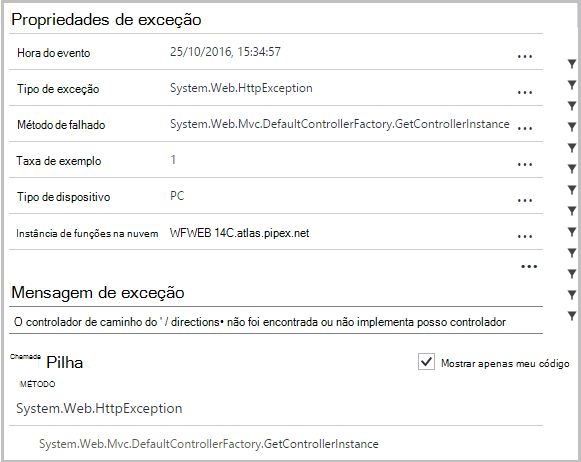 Propriedades de exceção
Hora do evento 25/10/2016, 15:34:57 ...
Tipo de exceção System.Web.HttpException ...
Método de falhado System.Web.Mvc.DefaultControllerFactory.GetControllerInstance ...
Taxa de exemplo 1 ...
Tipo de dispositivo PC ...
Instância de funções na nuvem WFWEB 14C.atlas.pipex.net ...
...
Mensagem de exceção
O controlador de caminho do ' / directions• não foi encontrada ou não implementa posso controlador
Chamada Pilha Mostrar apenas meu código
MÉTODO
System.Web.HttpException
System.Web.Mvc.DefaultControllerFactory.GetControllerInstance